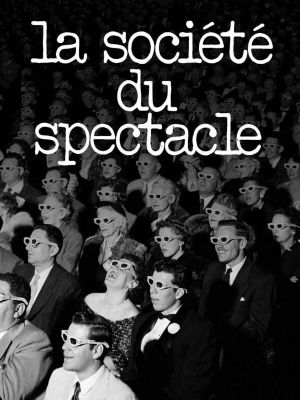 la société
du
spectacle